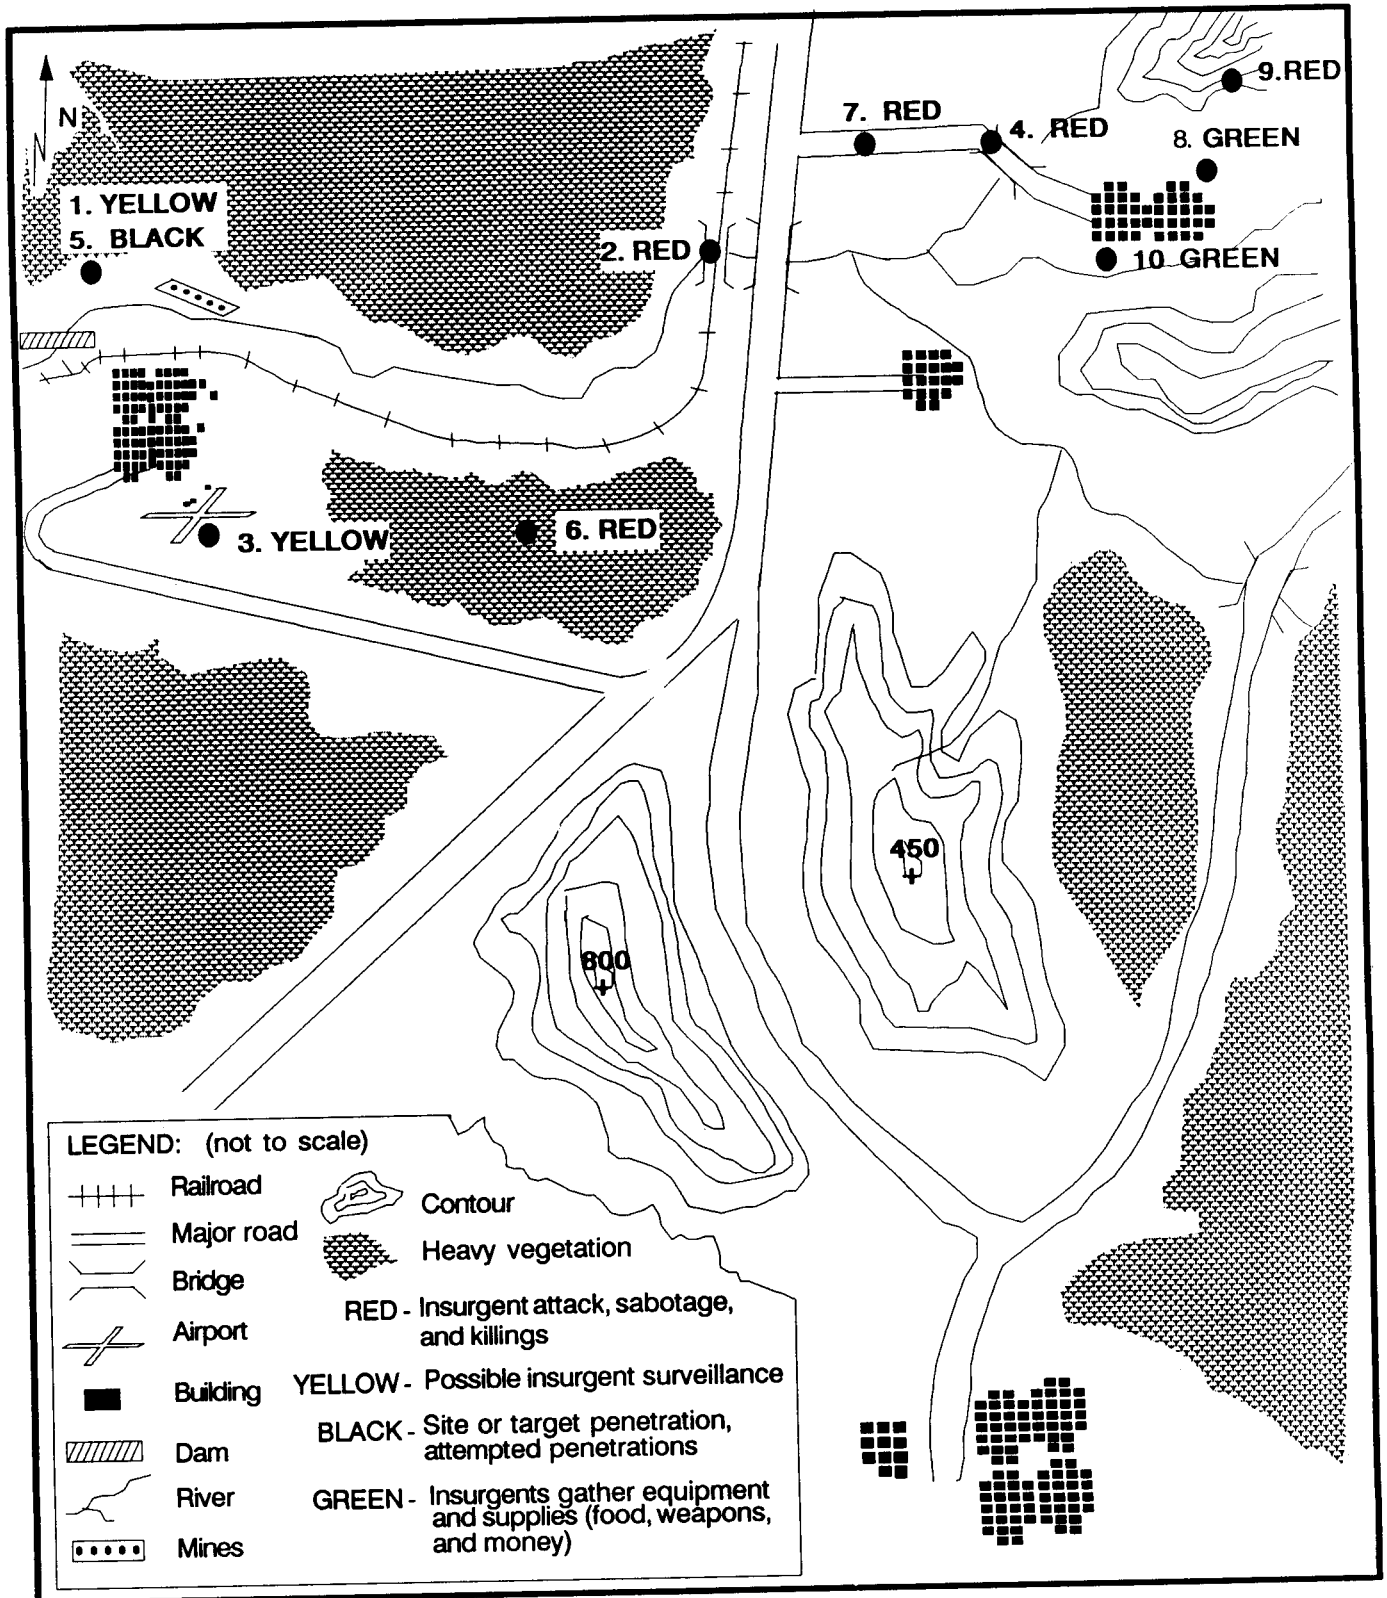 N
1. YELLOW
5. BLACK
2. RED
7. RED
4. RED
9.RED
8. GREEN
10 GREEN
3. YELLOW
6. RED
450
800
LEGEND: (not to scale)
Railroad
Major road
Bridge
Airport
Building
Dam
River
Mines
Contour
Heavy vegetation
RED - Insurgent attack, sabotage,
and killings
YELLOW - Possible insurgent surveillance
BLACK - Site or target penetration,
attempted penetrations
GREEN - Insurgents gather equipment
and supplies (food, weapons,
and money)